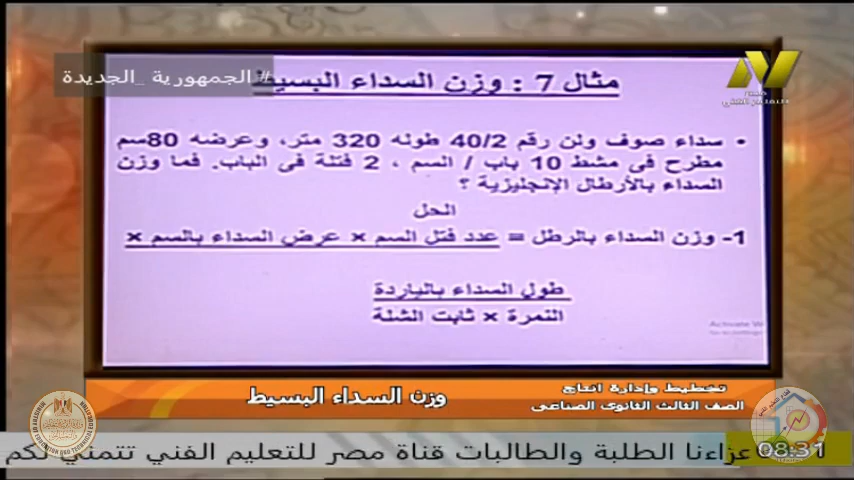 # الجمهورية _الجديدة
مثال 7 : وزن السداء البسيط
• سداء صوف ولن رقم 40/2 طوله 320 متر، وعرضه 80سم
مطرح فى مشط 10 باب / السم ، 2 فتلة فى الباب. فما وزن
السداء بالأرطال الإنجليزية ؟
الحل
1- وزن السداء بالرطل = عدد فتل السم × عرض السداء بالسم ×
طول السداء بالياردة
النمرة × ثابت الشلة
Activate W
تخطيط وإدارة انتاج
الصف الثالث الثانوى الصناعى
وزن السداء البسيط
08:31
عزاءنا الطلبة والطالبات قناة مصر للتعليم الفني تتمنى لكم